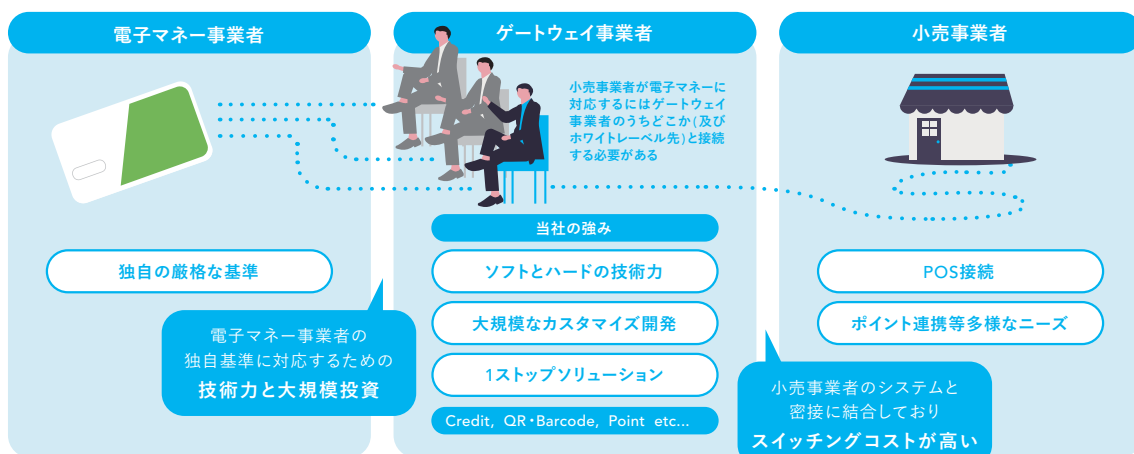 電子マネー事業者
独自の厳格な基準
電子マネー事業者の
独自基準に対応するための
技術力と大規模投資
ゲートウェイ事業者
小売事業者が電子マネーに
対応するにはゲートウェイ
事業者のうちどこか(及び
ホワイトレーベル先)と接続
する必要がある
当社の強み
ソフトとハードの技術力
大規模なカスタマイズ開発
1ストップソリューション
Credit, QR・Barcode, Point etc...
小売事業者
POS接続
ポイント連携等多様なニーズ
小売事業者のシステムと
密接に結合しており
スイッチングコストが高い